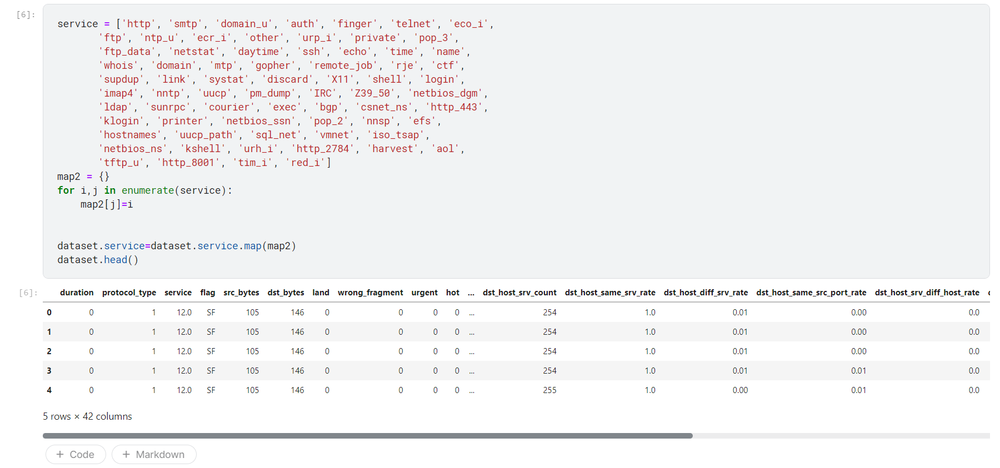 [6]:
service = ['http', 'smtp', 'domain_u', 'auth', 'finger', 'telnet', 'eco_i',
'ftp', 'ntp_u', 'ecr_i', 'other', 'urp_i', 'private', 'pop_3',
'ftp_data', 'netstat', 'daytime', 'ssh', 'echo', 'time', 'name',
'whois', 'domain', 'mtp', 'gopher', 'remote_job', 'rje', 'ctf',
'supdup', 'link', 'systat', 'discard', 'X11', 'shell', 'login',
'imap4', 'nntp', 'uucp', 'pm_dump', 'IRC', 'Z39_50', 'netbios_dgm',
'ldap', 'sunrpc', 'courier', 'exec', 'bgp', 'csnet_ns', 'http_443',
'klogin', 'printer', 'netbios_ssn', 'pop_2', 'nnsp', 'efs',
'hostnames', 'uucp_path', 'sql_net', 'vmnet', 'iso_tsap',
'netbios_ns', 'kshell', 'urh_i', 'http_2784', 'harvest', 'aol',
'tftp_u', 'http_8001', 'tim_i', 'red_i']
map2 = {}
for i,j in enumerate(service):
map2[j]=i
dataset.service=dataset.service.map(map2)
dataset.head()
[6]:
duration protocol_type service flag src_bytes dst_bytes land wrong_fragment urgent hot ... dst_host_srv_count dst_host_same_srv_rate dst_host_diff_srv_rate dst_host_same_src_port_rate dst_host_srv_diff_host_rate
0 0 1 12.0 SF 105 146 0 0 0 0 ... 254 1.0 0.01 0.00 0.0
1 0 1 12.0 SF 105 146 0 0 0 0 ... 254 1.0 0.01 0.00 0.0
2 0 1 12.0 SF 105 146 0 0 0 0 ... 254 1.0 0.01 0.00 0.0
3 0 1 12.0 SF 105 146 0 0 0 0 ... 254 1.0 0.01 0.01 0.0
4 0 1 12.0 SF 105 146 0 0 0 0 ... 255 1.0 0.00 0.01 0.0
5 rows × 42 columns
+ Code + Markdown